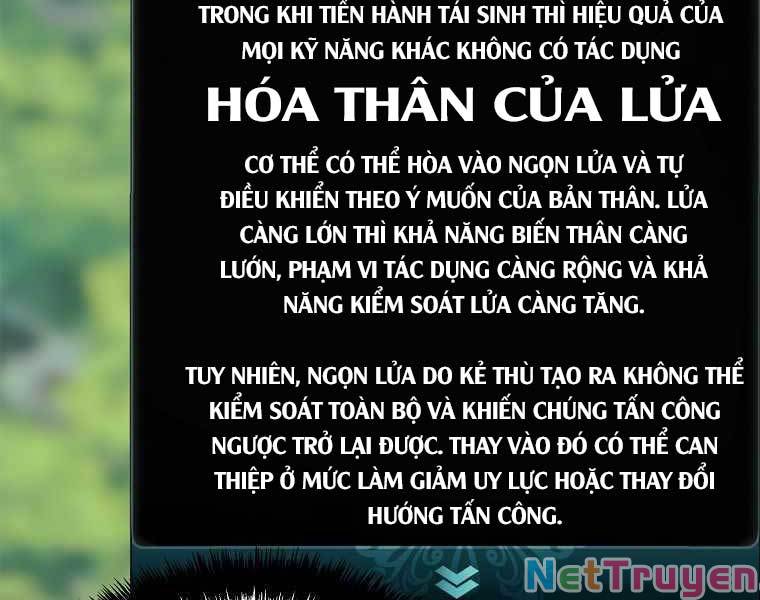 TRONG KHI TIẾN HÀNH TÁI SINH THÌ HIỆU QUẢ CỦA
MỌI KỸ NĂNG KHÁC KHÔNG CÓ TÁC DỤNG
HÓA THÂN CỦA LỬA
CƠ THỂ CÓ THỂ HÒA VÀO NGỌN LỬA VÀ TỰ
ĐIỀU KHIỂN THEO Ý MUỐN CỦA BẢN THÂN. LỬA
CÀNG LỚN THÌ KHẢ NĂNG BIẾN THÂN CÀNG
LƯỚN, PHẠM VI TÁC DỤNG CÀNG RỘNG VÀ KHẢ
NĂNG KIỂM SOÁT LỬA CÀNG TĂNG.
TUY NHIÊN, NGỌN LỬA DO KẺ THÙ TẠO RA KHÔNG THỂ
KIỂM SOÁT TOÀN BỘ VÀ KHIẾN CHÚNG TẤN CÔNG
NGƯỢC TRỞ LẠI ĐƯỢC. THAY VÀO ĐÓ CÓ THỂ CAN
THIỆP Ở MỨC LÀM GIẢM UY LỰC HOẶC THAY ĐỔI
HƯỚNG TẤN CÔNG.
NetTruyen